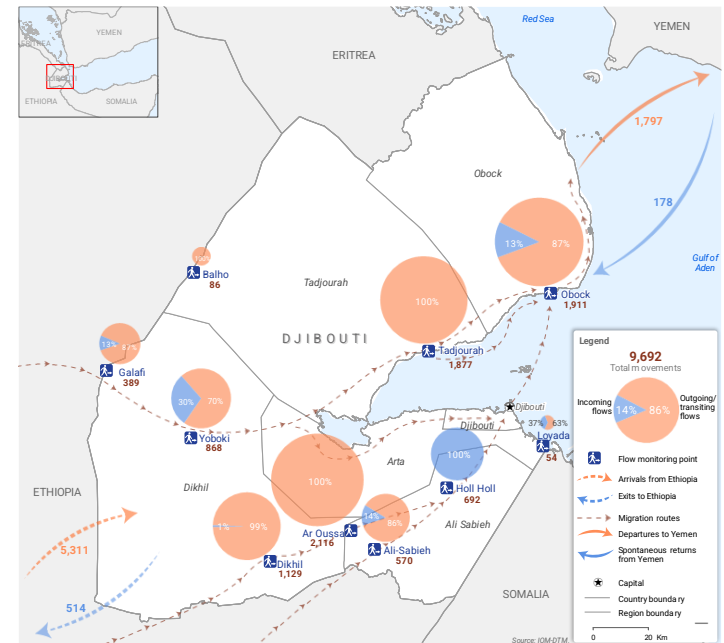 Red Sea
YEMEN
YEMEN
ERITREA
ERITREA
DJIBOUTI
ETHIOPIA
SOMALIA
1,797
Obock
178
13%
87%
Gulf of
Aden
100%
Balho
86
Tadjourah
100%
Obock
1,911
DJIBOUTI
13%
87%
Galafi
389
Tadjourah
1,877
30%
70%
Yoboki
868
Djibouti
Djibouti
37%
63%
Loyada
54
Arta
100%
100%
Holl Holl
692
ETHIOPIA
Dikhil
1%
99%
14%
86%
Ar Oussa
2,116
Ali Sabieh
Ali-Sabieh
570
Dikhil
1,129
5,311
514
SOMALIA
Source: IOM-DTM
Legend
9,692
Total movements
Incoming
flows
14%
86%
Outgoing/
transiting
flows
Flow monitoring point
Arrivals from Ethiopia
Exits to Ethiopia
Migration routes
Departures to Yemen
Spontaneous returns
from Yemen
Capital
Country boundary
Region boundary
0 20 Km